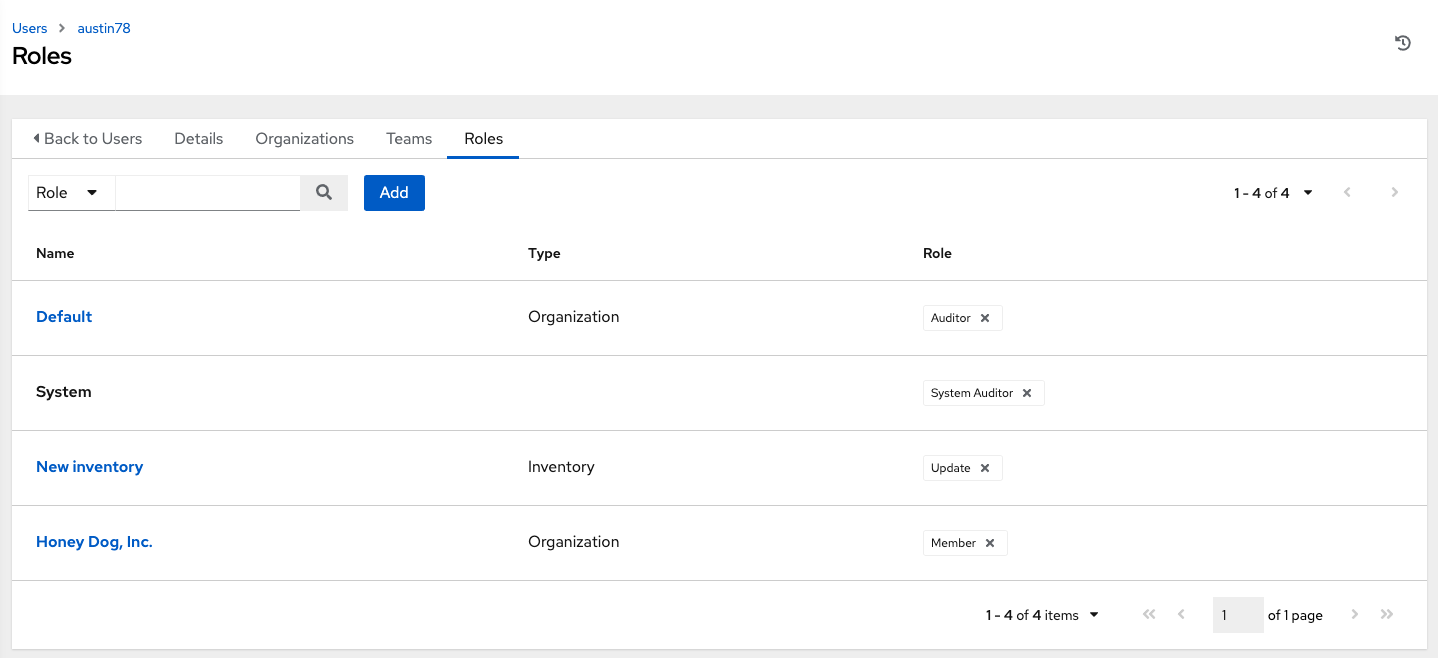 Users austin78
Roles
Back to Users Details Organizations Teams Roles
Role Add 1 - 4 of 4
Name Type Role
Default Organization Auditor
System System Auditor
New inventory Inventory Update
Honey Dog, Inc. Organization Member
1 - 4 of 4 items 1 of 1 page